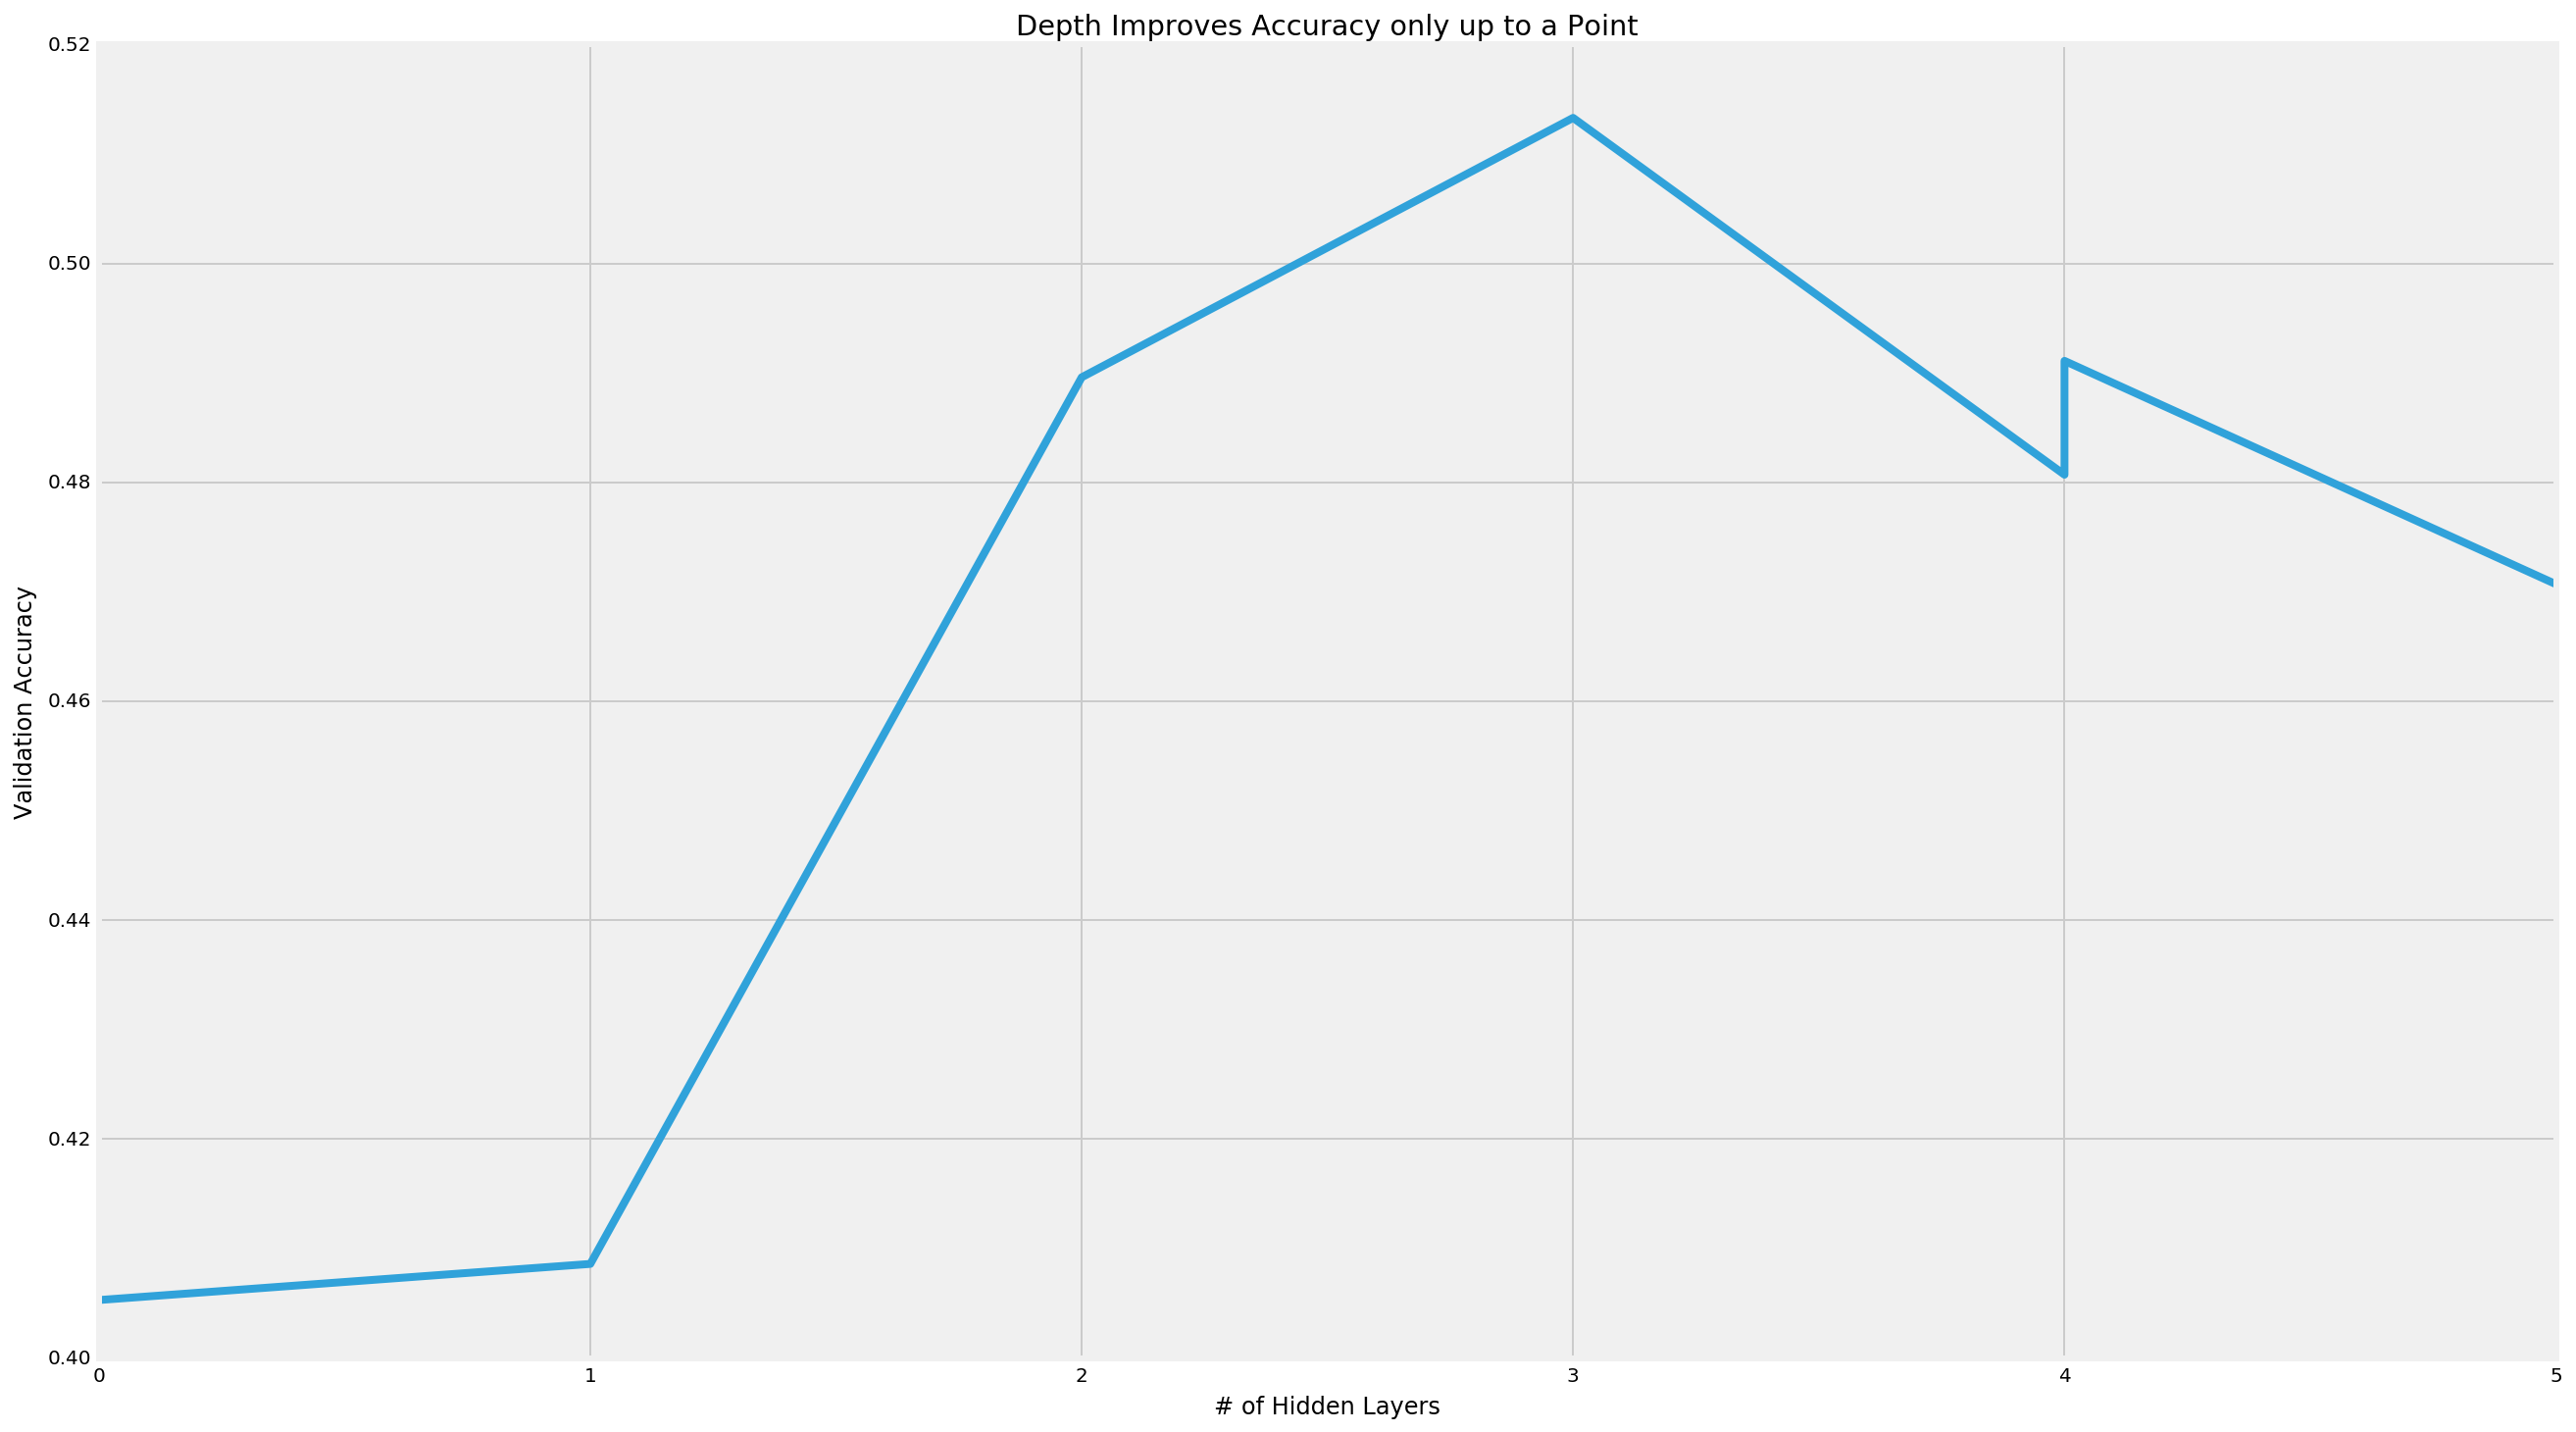 Depth Improves Accuracy only up to a Point
0.52
0.50
0.48
0.46
0.44
0.42
0.40
Validation Accuracy
0 1 2 3 4 5
# of Hidden Layers